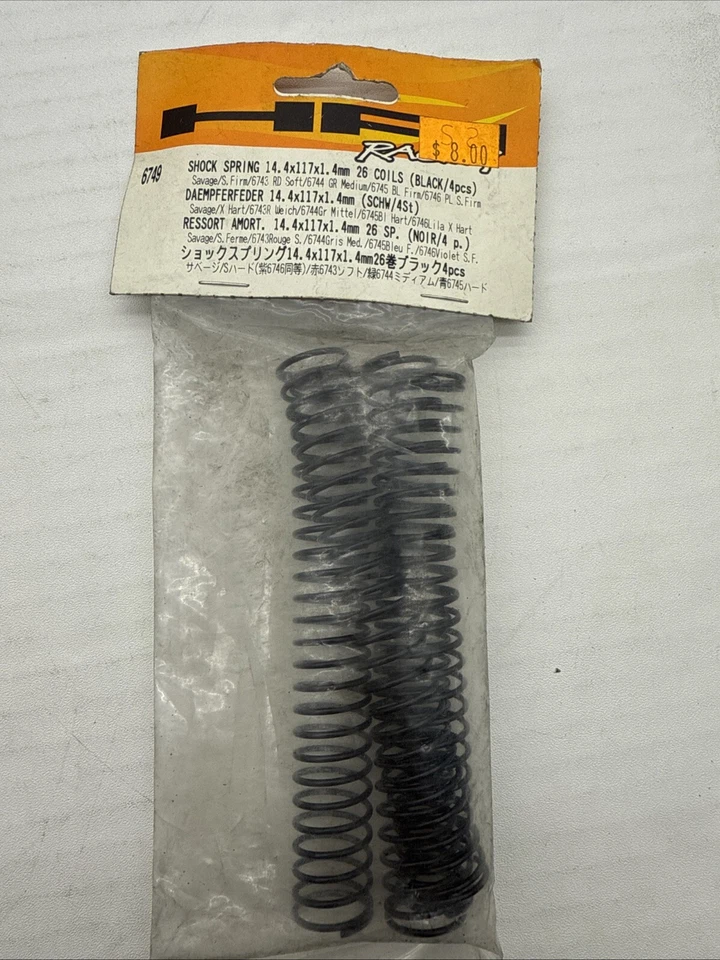 $ 8.00
6749
SHOCK SPRING 14.4x117x1.4mm 26 COILS (BLACK/4pcs)
Savage/S.Firm/6743 RD Soft/6744 GR Medium/6745 BL Firm/6746 PL S.Firm
DAEMPFERFEDER 14.4x117x1.4mm (SCHW/4St)
Savage/X Hart/6743R Weich/6744Gr Mittel/6745Bl Hart/6746Lila X Hart
RESSORT AMORT. 14.4x117x1.4mm 26 SP. (NOIR/4 p.)
Savage/S.Ferme/6743Rouge S./6744Gris Med./6745Bleu F./6746Violet S.F.
ショックスプリング14.4x117x1.4mm26巻ブラック4pcs
サベージ/Sハード(紫6746同等)/赤6743ソフト/緑6744ミディアム/青6745ハード